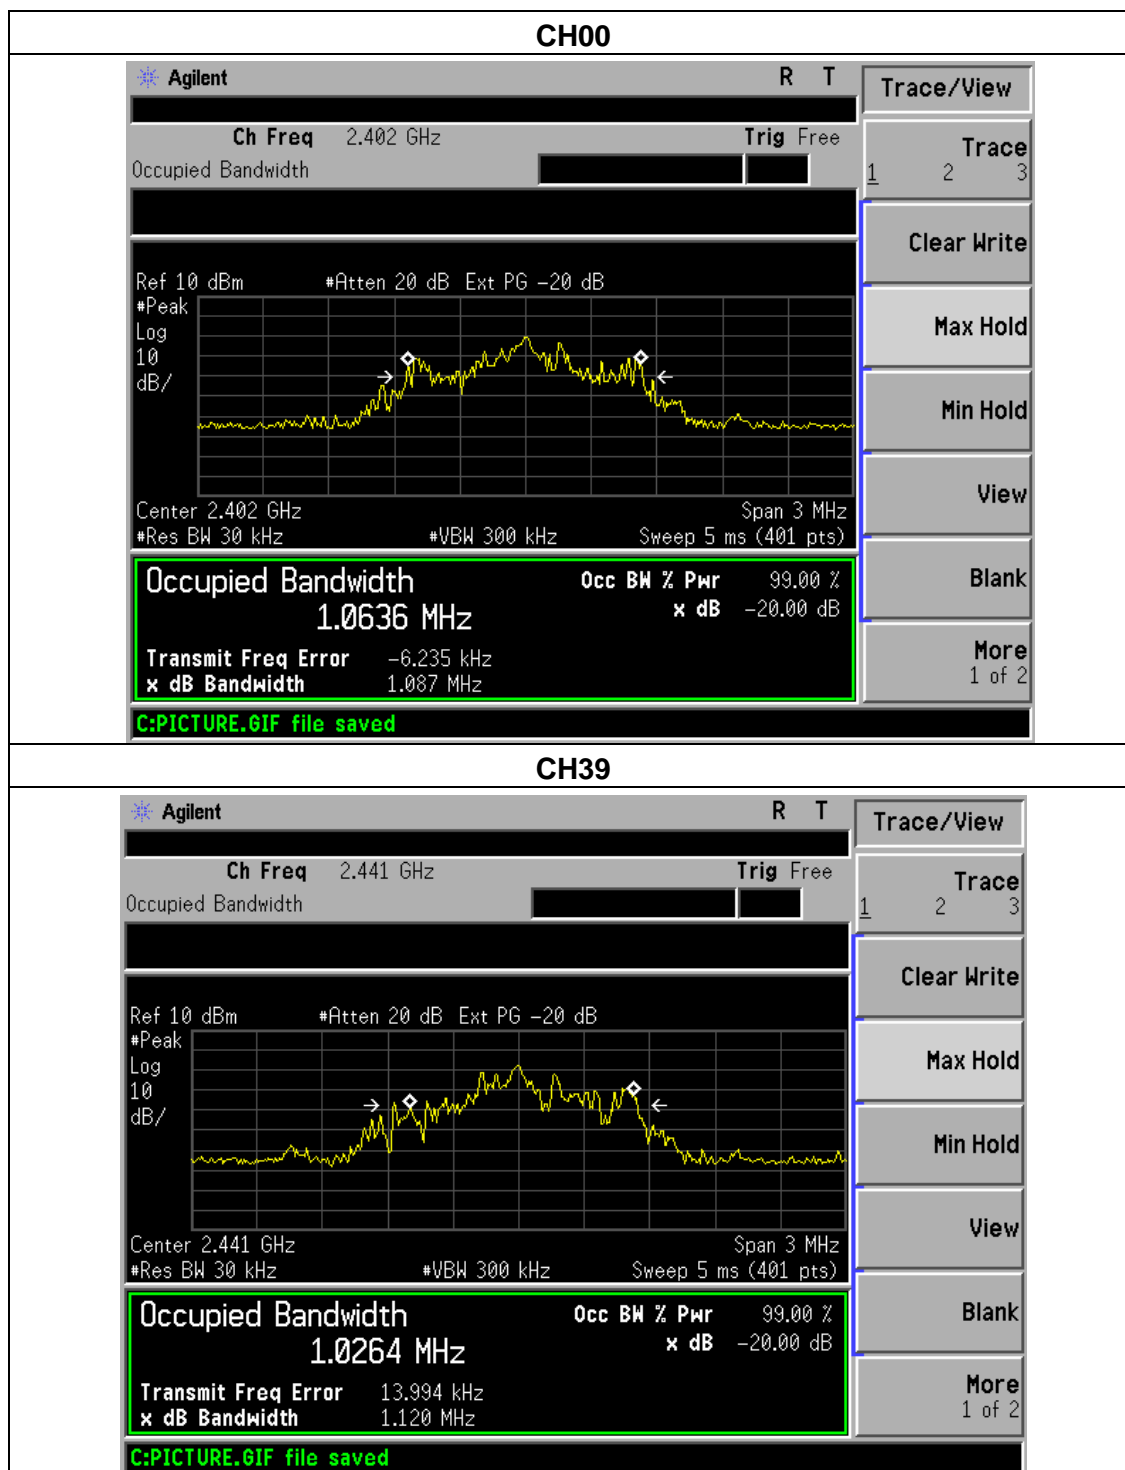 CH00
Agilent R T
Trace/View
Ch Freq 2.402 GHz Trig Free
Occupied Bandwidth
Trace
1 2 3
Clear Write
Ref 10 dBm #Atten 20 dB Ext PG -20 dB
#Peak
Log
10
dB/
Max Hold
Min Hold
View
Center 2.402 GHz Span 3 MHz
#Res BW 30 kHz #VBW 300 kHz Sweep 5 ms (401 pts)
Occupied Bandwidth Occ BW % Pwr 99.00 %
1.0636 MHz x dB -20.00 dB
Blank
Transmit Freq Error -6.235 kHz
x dB Bandwidth 1.087 MHz
More
1 of 2
C:PICTURE.GIF file saved
CH39
Agilent R T
Trace/View
Ch Freq 2.441 GHz Trig Free
Occupied Bandwidth
Trace
1 2 3
Clear Write
Ref 10 dBm #Atten 20 dB Ext PG -20 dB
#Peak
Log
10
dB/
Max Hold
Min Hold
View
Center 2.441 GHz Span 3 MHz
#Res BW 30 kHz #VBW 300 kHz Sweep 5 ms (401 pts)
Occupied Bandwidth Occ BW % Pwr 99.00 %
1.0264 MHz x dB -20.00 dB
Blank
Transmit Freq Error 13.994 kHz
x dB Bandwidth 1.120 MHz
More
1 of 2
C:PICTURE.GIF file saved